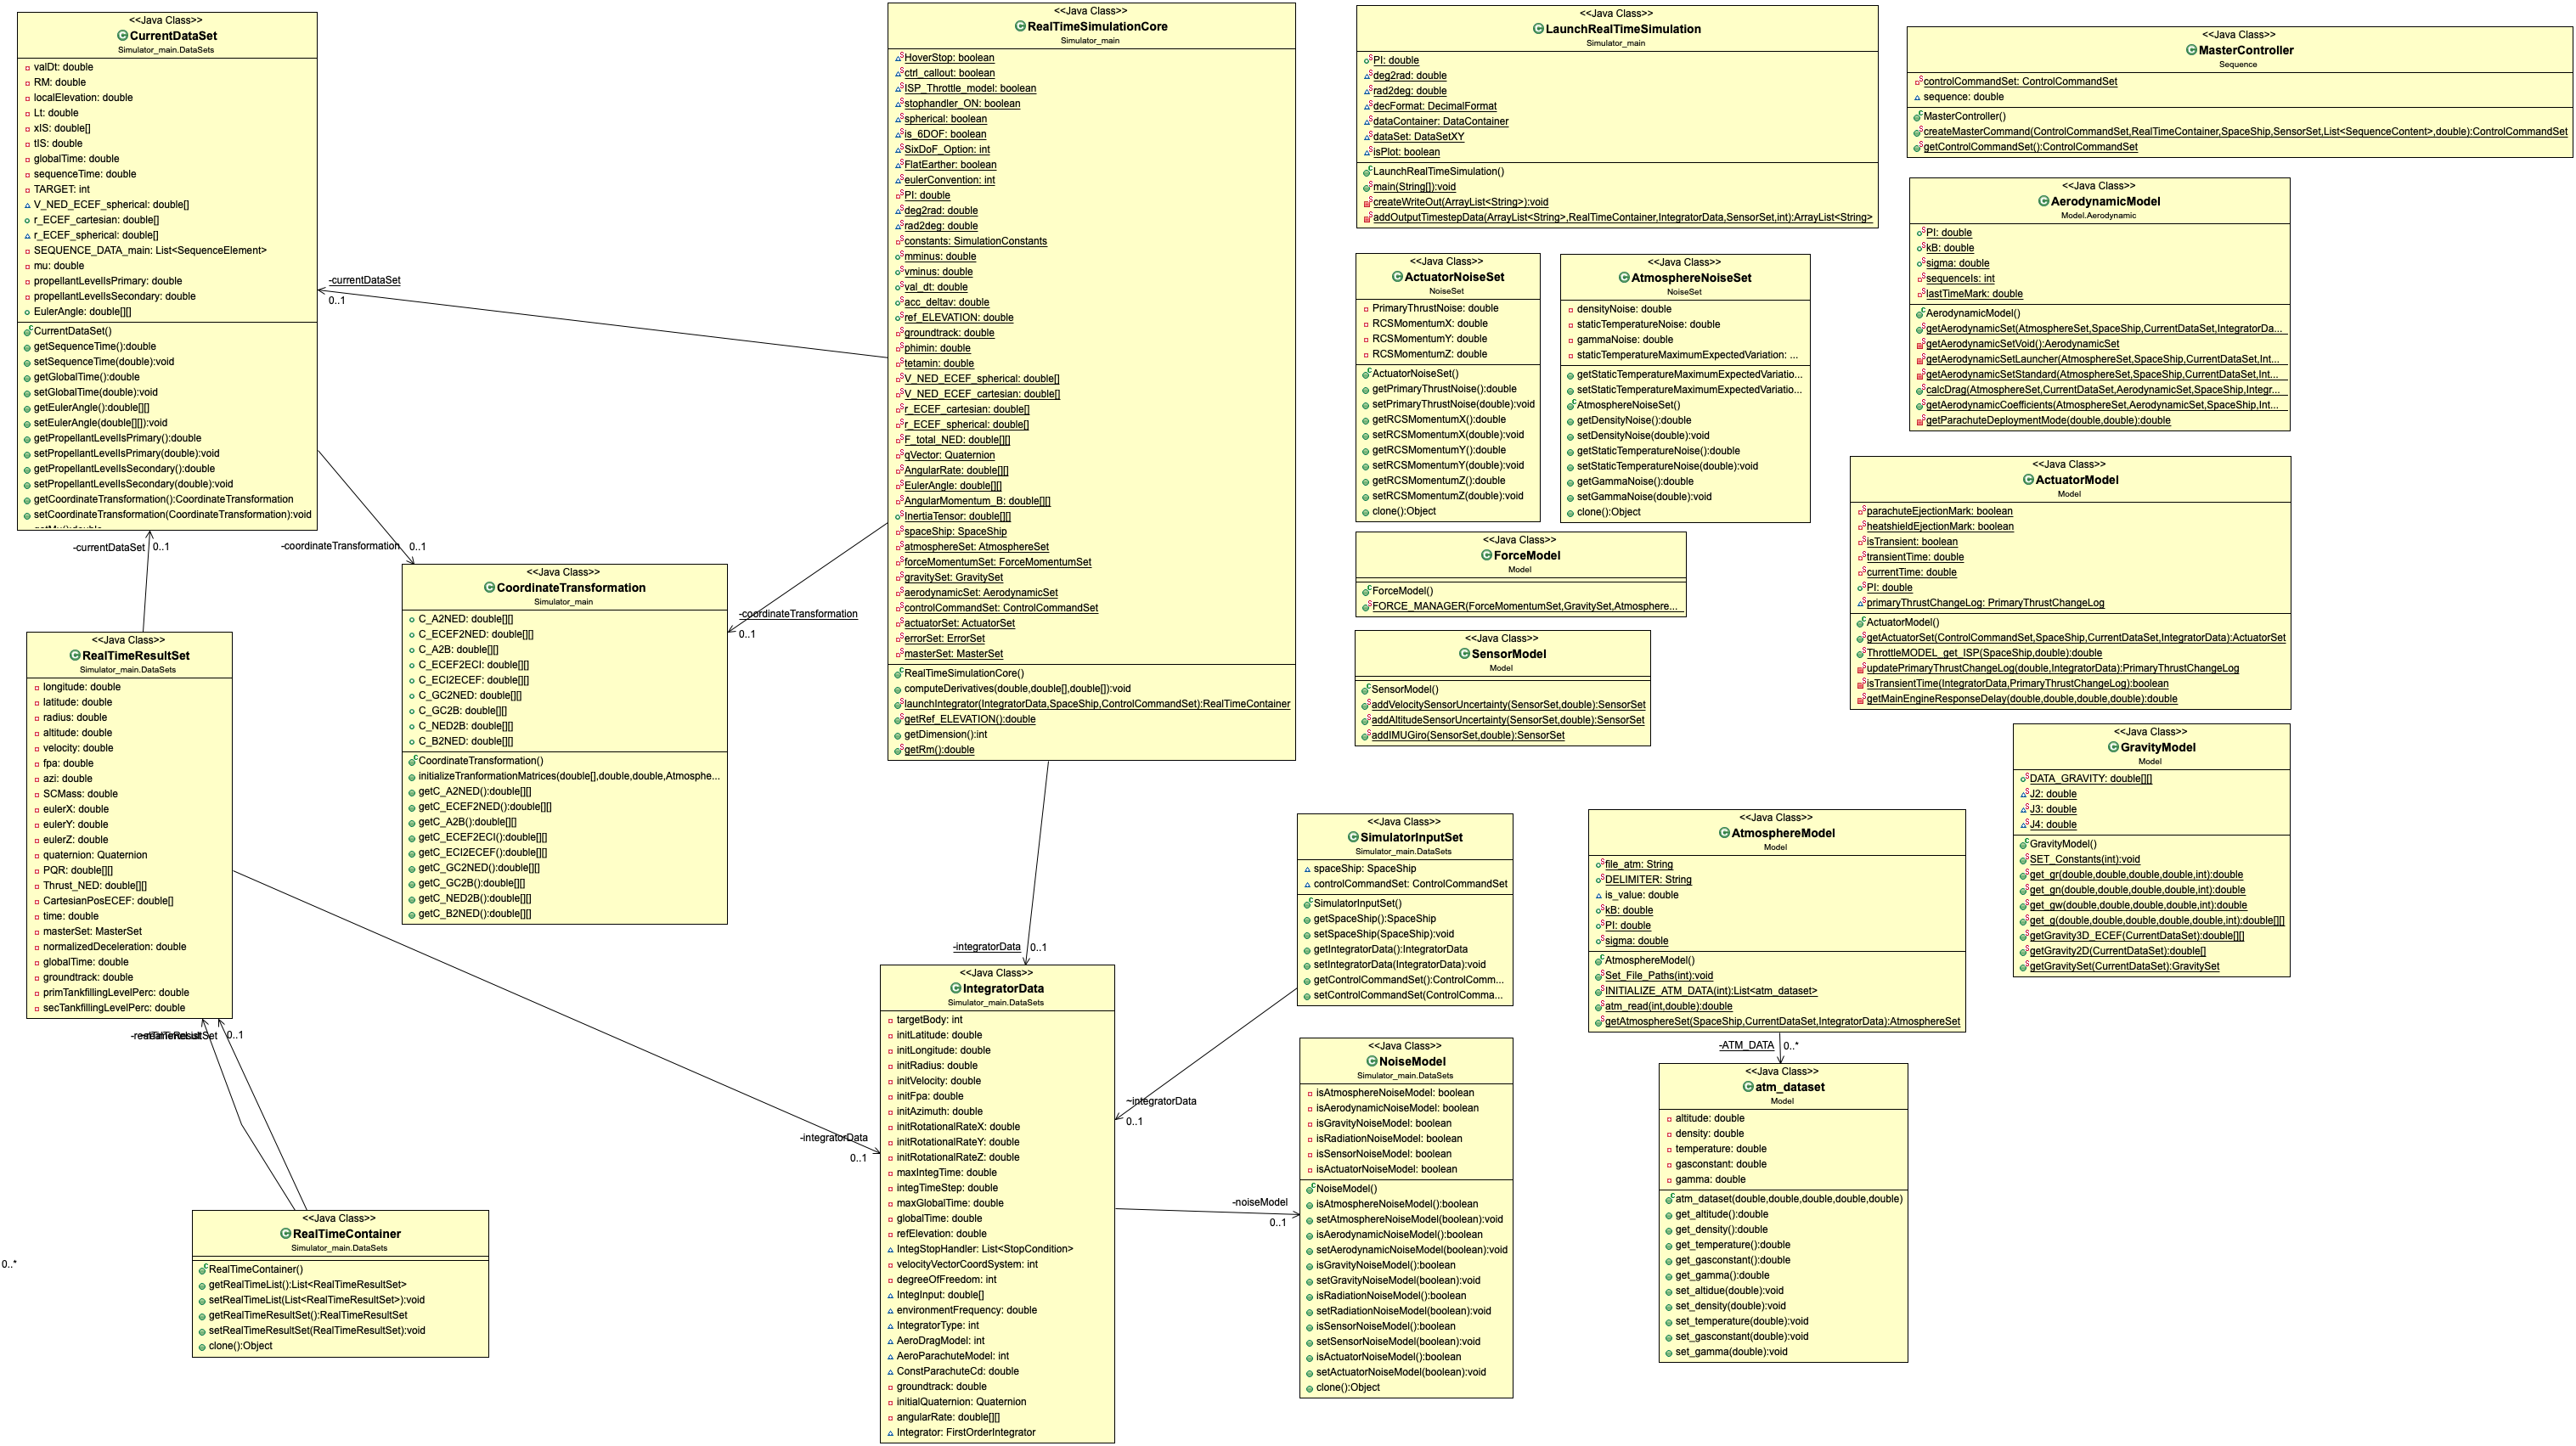 <<Java Class>>
CurrentDataSet
Simulator_main.DataSets
valDt: double
RM: double
localElevation: double
Lt: double
xIS: double[]
tIS: double
globalTime: double
sequenceTime: double
TARGET: int
V_NED_ECEF_spherical: double[]
r_ECEF_cartesian: double[]
r_ECEF_spherical: double[]
SEQUENCE_DATA_main: List<SequenceElement>
mu: double
propellantLevelIsPrimary: double
propellantLevelIsSecondary: double
EulerAngle: double[][]
CurrentDataSet()
getSequenceTime():double
setSequenceTime(double):void
getGlobalTime():double
setGlobalTime(double):void
getEulerAngle():double[][]
setEulerAngle(double[][]):void
getPropellantLevelIsPrimary():double
setPropellantLevelIsPrimary(double):void
getPropellantLevelIsSecondary():double
setPropellantLevelIsSecondary(double):void
getCoordinateTransformation():CoordinateTransformation
setCoordinateTransformation(CoordinateTransformation):void
-currentDataSet
0..1
-currentDataSet
0..1
-coordinateTransformation
0..1
<<Java Class>>
RealTimeResultSet
Simulator_main.DataSets
longitude: double
latitude: double
radius: double
altitude: double
velocity: double
fpa: double
azi: double
SCMass: double
eulerX: double
eulerY: double
eulerZ: double
quaternion: Quaternion
PQR: double[][]
Thrust_NED: double[][]
CartesianPosECEF: double[]
time: double
masterSet: MasterSet
normalizedDeceleration: double
globalTime: double
groundtrack: double
primTankfillingLevelPerc: double
secTankfillingLevelPerc: double
0..1
0..*
<<Java Class>>
RealTimeContainer
Simulator_main.DataSets
RealTimeContainer()
getRealTimeList():List<RealTimeResultSet>
setRealTimeList(List<RealTimeResultSet>):void
getRealTimeResultSet():RealTimeResultSet
setRealTimeResultSet(RealTimeResultSet):void
clone():Object
<<Java Class>>
CoordinateTransformation
Simulator_main
C_A2NED: double[][]
C_ECEF2NED: double[][]
C_A2B: double[][]
C_ECEF2ECI: double[][]
C_ECI2ECEF: double[][]
C_GC2NED: double[][]
C_GC2B: double[][]
C_NED2B: double[][]
C_B2NED: double[][]
CoordinateTransformation()
initializeTranformationMatrices(double[],double,double,Atmosphe...
getC_A2NED():double[][]
getC_ECEF2NED():double[][]
getC_A2B():double[][]
getC_ECEF2ECI():double[][]
getC_ECI2ECEF():double[][]
getC_GC2NED():double[][]
getC_GC2B():double[][]
getC_NED2B():double[][]
getC_B2NED():double[][]
<<Java Class>>
RealTimeSimulationCore
Simulator_main
HoverStop: boolean
ctrl_callout: boolean
ISP_Throttle_model: boolean
stophandler_ON: boolean
spherical: boolean
is_6DOF: boolean
SixDoF_Option: int
FlatEarther: boolean
eulerConvention: int
PI: double
deg2rad: double
rad2deg: double
constants: SimulationConstants
mminus: double
vminus: double
val_dt: double
acc_deltav: double
ref_ELEVATION: double
groundtrack: double
phimin: double
tetamin: double
V_NED_ECEF_spherical: double[]
V_NED_ECEF_cartesian: double[]
r_ECEF_cartesian: double[]
r_ECEF_spherical: double[]
F_total_NED: double[][]
qVector: Quaternion
AngularRate: double[][]
EulerAngle: double[][]
AngularMomentum_B: double[][]
InertiaTensor: double[][]
spaceShip: SpaceShip
atmosphereSet: AtmosphereSet
forceMomentumSet: ForceMomentumSet
gravitySet: GravitySet
aerodynamicSet: AerodynamicSet
controlCommandSet: ControlCommandSet
actuatorSet: ActuatorSet
errorSet: ErrorSet
masterSet: MasterSet
RealTimeSimulationCore()
computeDerivatives(double,double[],double[]):void
launchIntegrator(IntegratorData,SpaceShip,ControlCommandSet):RealTimeContainer
getRef_ELEVATION():double
getDimension():int
getRm():double
-coordinateTransformation
0..1
-integratorData
0..1
-integratorData
0..1
<<Java Class>>
IntegratorData
Simulator_main.DataSets
targetBody: int
initLatitude: double
initLongitude: double
initRadius: double
initVelocity: double
initFpa: double
initAzimuth: double
initRotationalRateX: double
initRotationalRateY: double
initRotationalRateZ: double
maxIntegTime: double
integTimeStep: double
maxGlobalTime: double
globalTime: double
refElevation: double
IntegStopHandler: List<StopCondition>
velocityVectorCoordSystem: int
degreeOfFreedom: int
IntegInput: double[]
environmentFrequency: double
IntegratorType: int
AeroDragModel: int
AeroParachuteModel: int
ConstParachuteCd: double
groundtrack: double
initialQuaternion: Quaternion
angularRate: double[][]
Integrator: FirstOrderIntegrator
~integratorData
0..1
-noiseModel
0..1
<<Java Class>>
LaunchRealTimeSimulation
Simulator_main
PI: double
deg2rad: double
rad2deg: double
decFormat: DecimalFormat
dataContainer: DataContainer
dataSet: DataSetXY
isPlot: boolean
LaunchRealTimeSimulation()
main(String[]):void
createWriteOut(ArrayList<String>):void
addOutputTimestepData(ArrayList<String>,RealTimeContainer,IntegratorData,SensorSet,int):ArrayList<String>
<<Java Class>>
ActuatorNoiseSet
NoiseSet
PrimaryThrustNoise: double
RCSMomentumX: double
RCSMomentumY: double
RCSMomentumZ: double
ActuatorNoiseSet()
getPrimaryThrustNoise():double
setPrimaryThrustNoise(double):void
getRCSMomentumX():double
setRCSMomentumX(double):void
getRCSMomentumY():double
setRCSMomentumY(double):void
getRCSMomentumZ():double
setRCSMomentumZ(double):void
clone():Object
<<Java Class>>
AtmosphereNoiseSet
NoiseSet
densityNoise: double
staticTemperatureNoise: double
gammaNoise: double
staticTemperatureMaximumExpectedVariation: ...
getStaticTemperatureMaximumExpectedVariatio...
setStaticTemperatureMaximumExpectedVariatio...
AtmosphereNoiseSet()
getDensityNoise():double
setDensityNoise(double):void
getStaticTemperatureNoise():double
setStaticTemperatureNoise(double):void
getGammaNoise():double
setGammaNoise(double):void
clone():Object
<<Java Class>>
ForceModel
Model
ForceModel()
FORCE_MANAGER(ForceMomentumSet,GravitySet,Atmosphere...
<<Java Class>>
SensorModel
Model
SensorModel()
addVelocitySensorUncertainty(SensorSet,double):SensorSet
addAltitudeSensorUncertainty(SensorSet,double):SensorSet
addIMUGiro(SensorSet,double):SensorSet
<<Java Class>>
SimulatorInputSet
Simulator_main.DataSets
spaceShip: SpaceShip
controlCommandSet: ControlCommandSet
SimulatorInputSet()
getSpaceShip():SpaceShip
setSpaceShip(SpaceShip):void
getIntegratorData():IntegratorData
setIntegratorData(IntegratorData):void
getControlCommandSet():ControlComm...
setControlCommandSet(ControlComma...
<<Java Class>>
NoiseModel
Simulator_main.DataSets
isAtmosphereNoiseModel: boolean
isAerodynamicNoiseModel: boolean
isGravityNoiseModel: boolean
isRadiationNoiseModel: boolean
isSensorNoiseModel: boolean
isActuatorNoiseModel: boolean
NoiseModel()
isAtmosphereNoiseModel():boolean
setAtmosphereNoiseModel(boolean):void
isAerodynamicNoiseModel():boolean
setAerodynamicNoiseModel(boolean):void
isGravityNoiseModel():boolean
setGravityNoiseModel(boolean):void
isRadiationNoiseModel():boolean
setRadiationNoiseModel(boolean):void
isSensorNoiseModel():boolean
setSensorNoiseModel(boolean):void
isActuatorNoiseModel():boolean
setActuatorNoiseModel(boolean):void
clone():Object
<<Java Class>>
MasterController
Sequence
controlCommandSet: ControlCommandSet
sequence: double
MasterController()
createMasterCommand(ControlCommandSet,RealTimeContainer,SpaceShip,SensorSet,List<SequenceContent>,double):ControlCommandSet
getControlCommandSet():ControlCommandSet
<<Java Class>>
AerodynamicModel
Model.Aerodynamic
PI: double
kB: double
sigma: double
sequenceIs: int
lastTimeMark: double
AerodynamicModel()
getAerodynamicSet(AtmosphereSet,SpaceShip,CurrentDataSet,IntegratorDa...
getAerodynamicSetVoid():AerodynamicSet
getAerodynamicSetLauncher(AtmosphereSet,SpaceShip,CurrentDataSet,Int...
getAerodynamicSetStandard(AtmosphereSet,SpaceShip,CurrentDataSet,Int...
calcDrag(AtmosphereSet,CurrentDataSet,AerodynamicSet,SpaceShip,Integr...
getAerodynamicCoefficients(AtmosphereSet,AerodynamicSet,SpaceShip,Int...
getParachuteDeploymentMode(double,double):double
<<Java Class>>
ActuatorModel
Model
parachuteEjectionMark: boolean
heatshieldEjectionMark: boolean
isTransient: boolean
transientTime: double
currentTime: double
PI: double
primaryThrustChangeLog: PrimaryThrustChangeLog
ActuatorModel()
getActuatorSet(ControlCommandSet,SpaceShip,CurrentDataSet,IntegratorData):ActuatorSet
ThrottleMODEL_get_ISP(SpaceShip,double):double
updatePrimaryThrustChangeLog(double,IntegratorData):PrimaryThrustChangeLog
isTransientTime(IntegratorData,PrimaryThrustChangeLog):boolean
getMainEngineResponseDelay(double,double,double,double):double
<<Java Class>>
GravityModel
Model
DATA_GRAVITY: double[][]
J2: double
J3: double
J4: double
GravityModel()
SET_Constants(int):void
get_gr(double,double,double,double,int):double
get_gn(double,double,double,double,int):double
get_gw(double,double,double,double,int):double
get_g(double,double,double,double,double,int):double[][]
getGravity3D_ECEF(CurrentDataSet):double[][]
getGravity2D(CurrentDataSet):double[]
getGravitySet(CurrentDataSet):GravitySet
<<Java Class>>
AtmosphereModel
Model
file_atm: String
DELIMITER: String
is_value: double
kB: double
PI: double
sigma: double
AtmosphereModel()
Set_File_Paths(int):void
INITIALIZE_ATM_DATA(int):List<atm_dataset>
atm_read(int,double):double
getAtmosphereSet(SpaceShip,CurrentDataSet,IntegratorData):AtmosphereSet
-ATM_DATA
0..*
<<Java Class>>
atm_dataset
Model
altitude: double
density: double
temperature: double
gasconstant: double
gamma: double
atm_dataset(double,double,double,double,double)
get_altitude():double
get_density():double
get_temperature():double
get_gasconstant():double
get_gamma():double
set_altidue(double):void
set_density(double):void
set_temperature(double):void
set_gasconstant(double):void
set_gamma(double):void